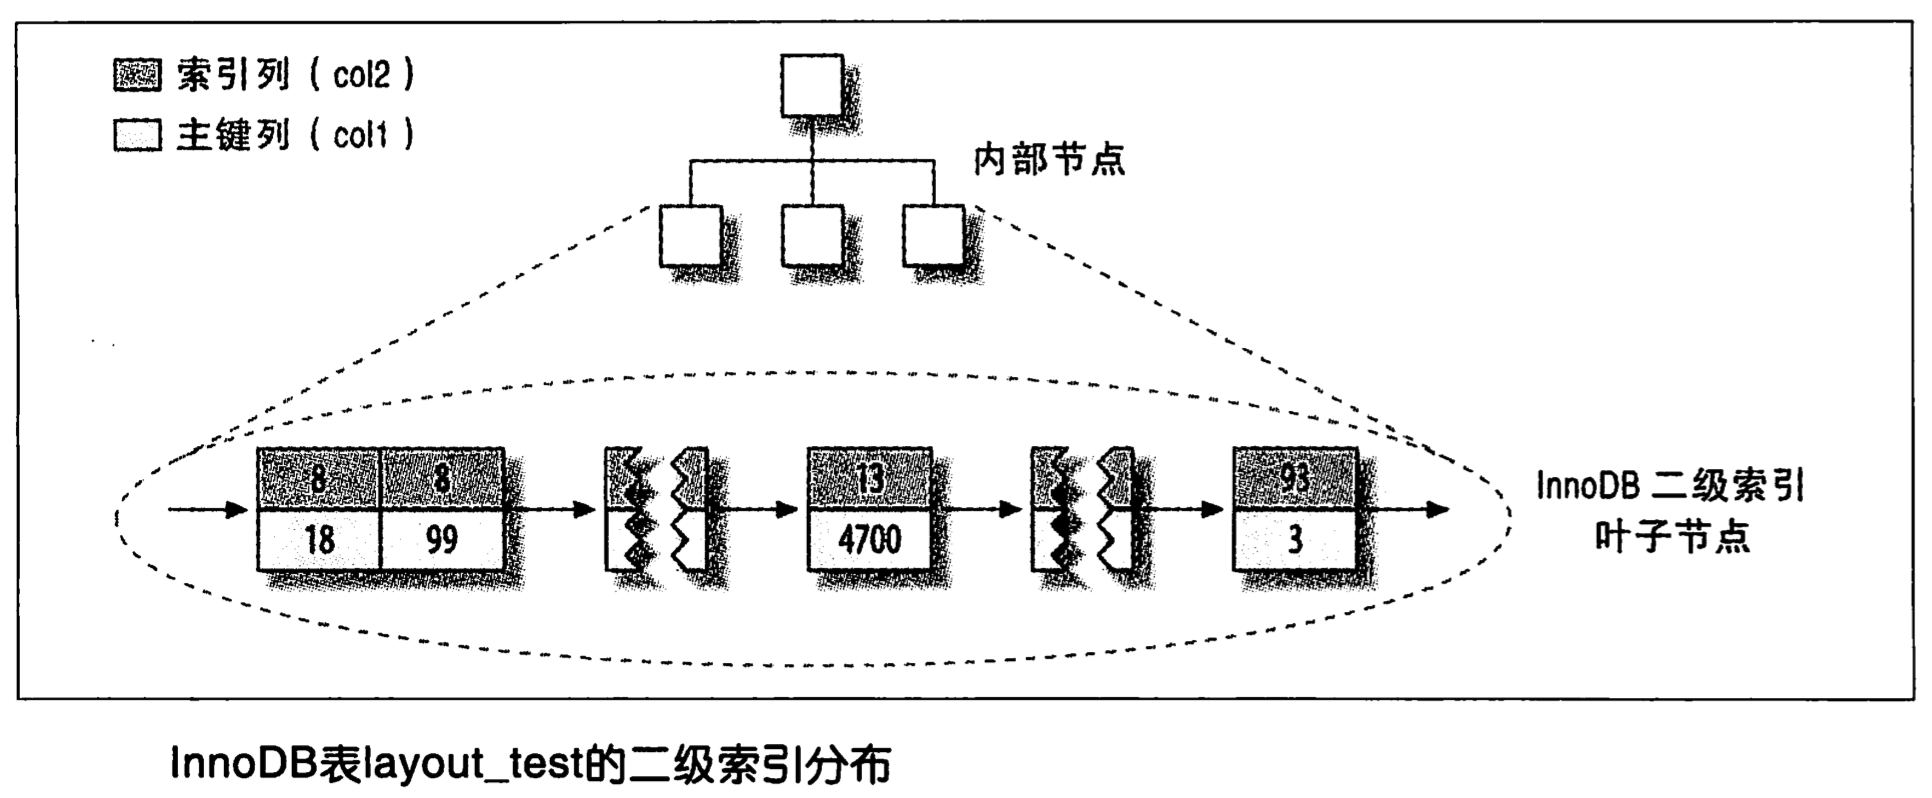 索引列（col2）
主键列（col1）
内部节点
8 8 13 93
18 99 4700 3
InnoDB 二级索引
叶子节点
InnoDB表layout_test的二级索引分布